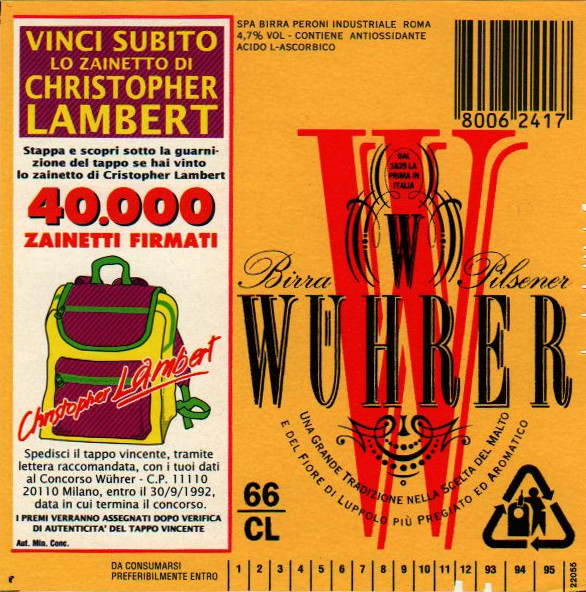 VINCI SUBITO
LO ZAINETTO DI
CHRISTOPHER
LAMBERT
Stappa e scopri sotto la guarni-
zione del tappo se hai vinto
lo zainetto di Cristopher Lambert
40.000
ZAINETTI FIRMATI
Christopher Lambert
Spedisci il tappo vincente, tramite
lettera raccomandata, con i tuoi dati
al Concorso Wührer - C.P. 11110
20110 Milano, entro il 30/9/1992,
data in cui termina il concorso.
I PREMI VERRANNO ASSEGNATI DOPO VERIFICA
DI AUTENTICITA' DEL TAPPO VINCENTE
Aut. Min. Conc.
SPA BIRRA PERONI INDUSTRIALE ROMA
4,7% VOL - CONTIENE ANTIOSSIDANTE
ACIDO L-ASCORBICO
8006 2417
DAL
1829 LA
PRIMA IN
ITALIA
W
Birra Pilsener
WÜHRER
UNA GRANDE TRADIZIONE NELLA SCELTA DEL MALTO
E DEL FIORE DI LUPPOLO PIÙ PREGIATO ED AROMATICO
66
CL
DA CONSUMARSI
PREFERIBILMENTE ENTRO
1 2 3 4 5 6 7 8 9 10 11 12 93 94 95
22055